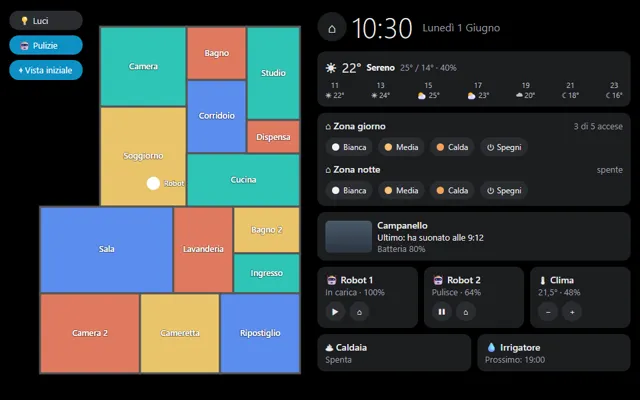 Luci
Pulizie
+ Vista iniziale
Camera
Bagno
Studio
Corridoio
Dispensa
Soggiorno
Robot
Cucina
Sala
Lavanderia
Bagno 2
Ingresso
Camera 2
Cameretta
Ripostiglio
10:30 Lunedì 1 Giugno
22° Sereno 25° / 14° · 40%
11 13 15 17 19 21 23
22° 24° 25° 23° 20° 18° 16°
Zona giorno 3 di 5 accese
Bianca Media Calda Spegni
Zona notte spente
Bianca Media Calda Spegni
Campanello
Ultimo: ha suonato alle 9:12
Batteria 80%
Robot 1
In carica · 100%
Robot 2
Pulisce · 64%
Clima
21,5° · 48%
− +
Caldaia
Spenta
Irrigatore
Prossimo: 19:00